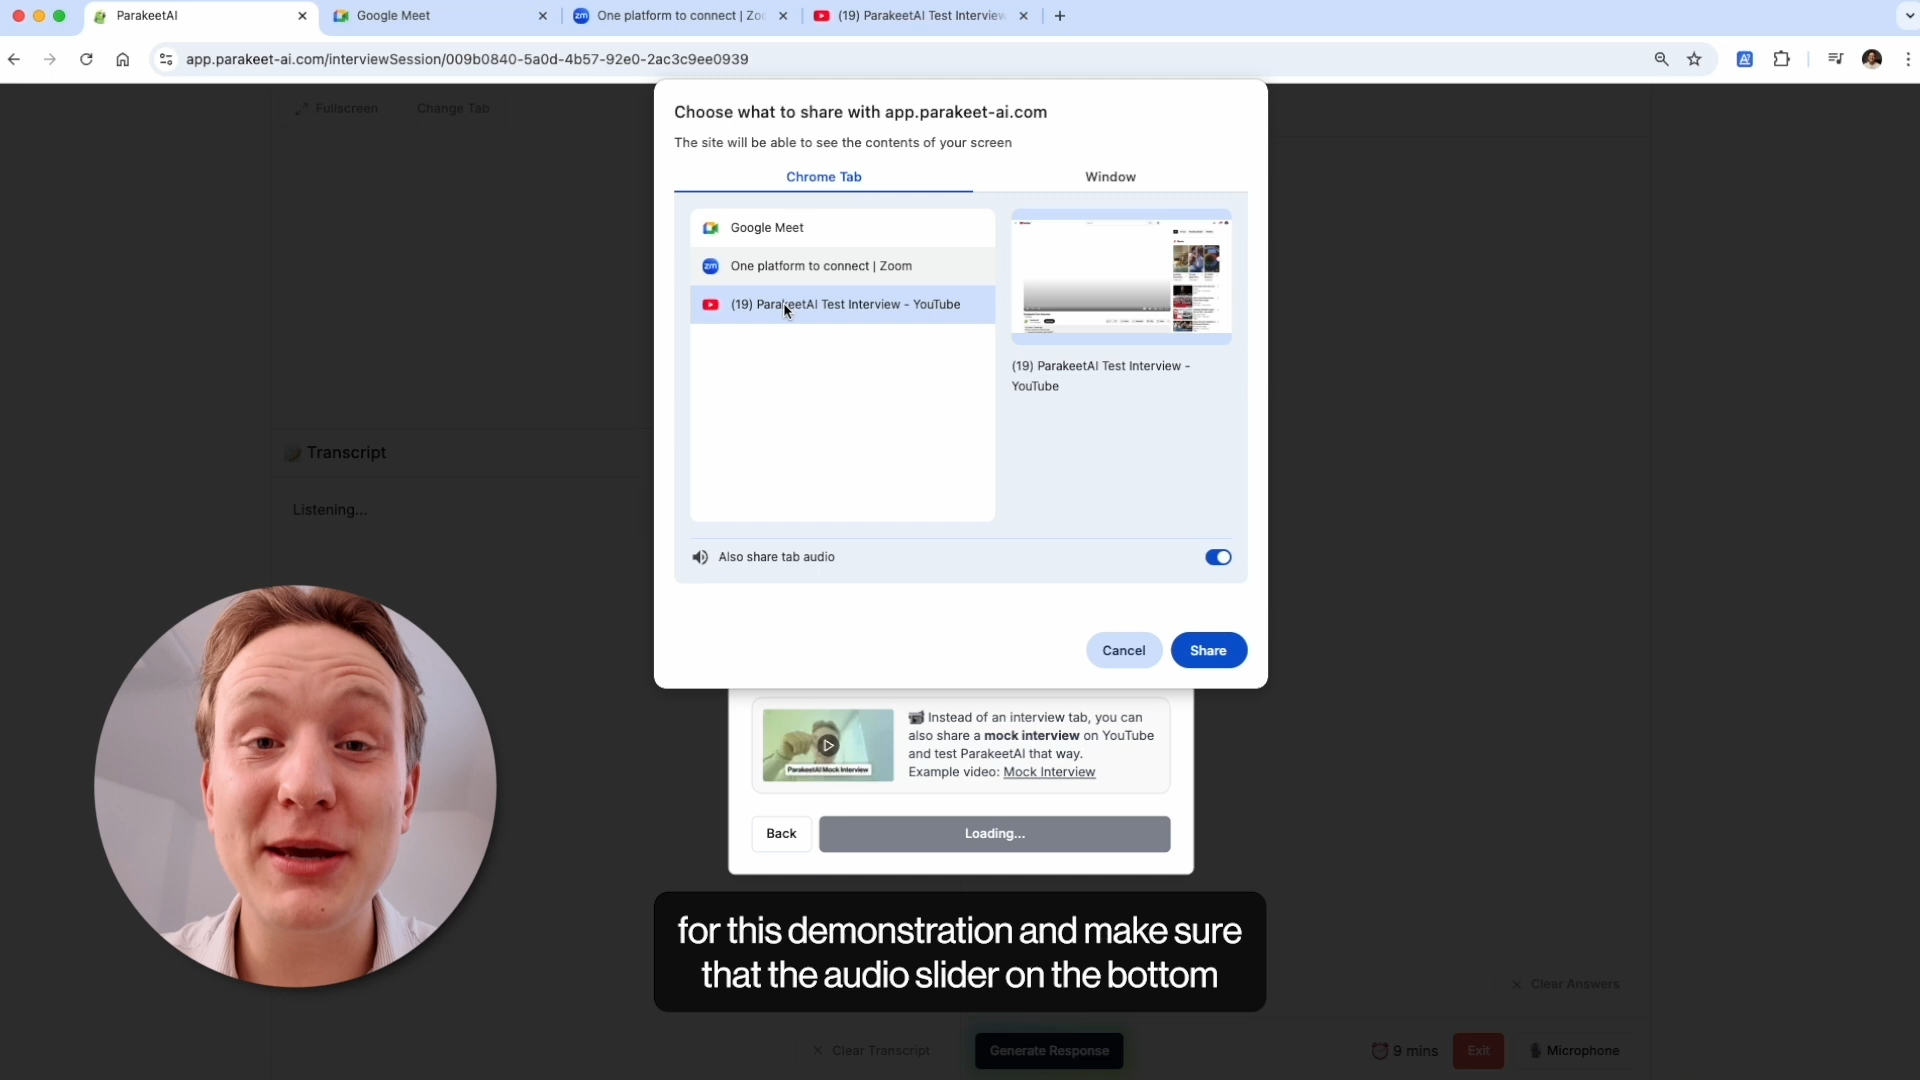 ParakeetAI
Google Meet
One platform to connect | Zo
(19) ParakeetAI Test Interview
app.parakeet-ai.com/interviewSession/009b0840-5a0d-4b57-92e0-2ac3c9ee0939
Fullscreen
Change Tab
Choose what to share with app.parakeet-ai.com
The site will be able to see the contents of your screen
Chrome Tab
Window
Google Meet
zm One platform to connect | Zoom
(19) ParakeetAI Test Interview - YouTube
(19) ParakeetAI Test Interview -
YouTube
Also share tab audio
Cancel
Share
Transcript
Listening...
ParakeetAI Mock Interview
Instead of an interview tab, you can
also share a mock interview on YouTube
and test ParakeetAI that way.
Example video: Mock Interview
Back
Loading...
for this demonstration and make sure
that the audio slider on the bottom
Clear Answers
Clear Transcript
Generate Response
9 mins
Exit
Microphone